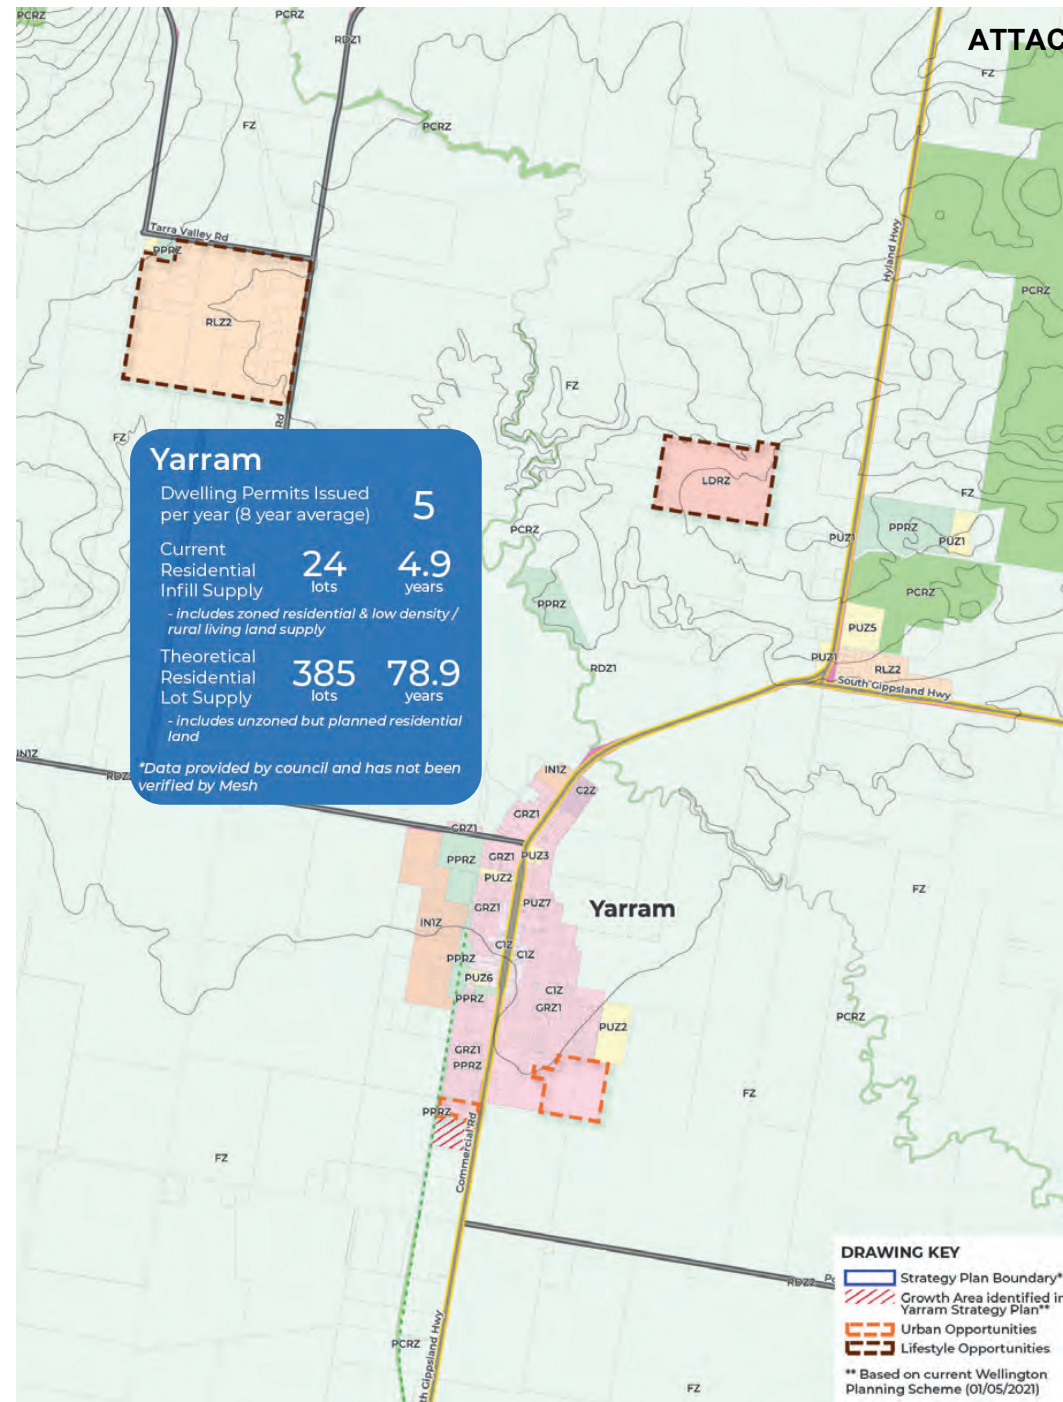 PCRZ
PCRZ
RDZ1
ATTAC
FZ
FZ
PCRZ
Tarra Valley Rd
PPRZ
Hyland Hwy
PCRZ
RLZ2
FZ
Rd
FZ
LDRZ
FZ
PPRZ
PUZ1
PUZ1
PCRZ
PCRZ
PPRZ
PUZ5
PUZ1
RLZ2
RDZ1
South Gippsland Hwy
Yarram
Dwelling Permits Issued
per year (8 year average)
5
Current
Residential
Infill Supply
24
lots
4.9
years
- includes zoned residential & low density /
rural living land supply
Theoretical
Residential
Lot Supply
385
lots
78.9
years
- includes unzoned but planned residential
land
*Data provided by council and has not been
verified by Mesh
IN1Z
IN1Z
C2Z
GRZ1
GRZ1
PPRZ
GRZ1
PUZ3
PUZ2
GRZ1
PUZ7
Yarram
FZ
IN1Z
C1Z
C1Z
PPRZ
PUZ6
PPRZ
C1Z
GRZ1
PUZ2
PCRZ
GRZ1
PPRZ
FZ
PPRZ
Commercial Rd
FZ
PCRZ
th Gippsland Hwy
FZ
DRAWING KEY
Strategy Plan Boundary*
Growth Area identified in
Yarram Strategy Plan**
Urban Opportunities
Lifestyle Opportunities
** Based on current Wellington
Planning Scheme (01/05/2021)